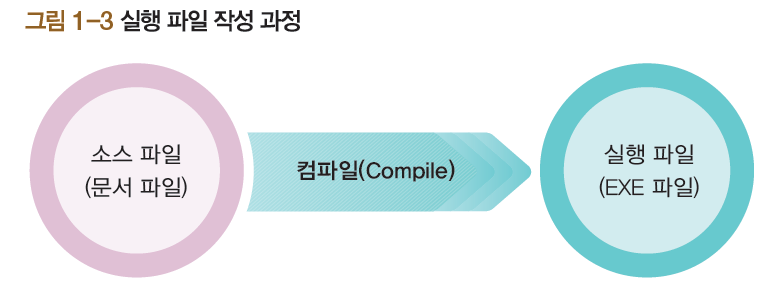 그림 1-3 실행 파일 작성 과정
소스 파일
(문서 파일)
컴파일(Compile)
실행 파일
(EXE 파일)